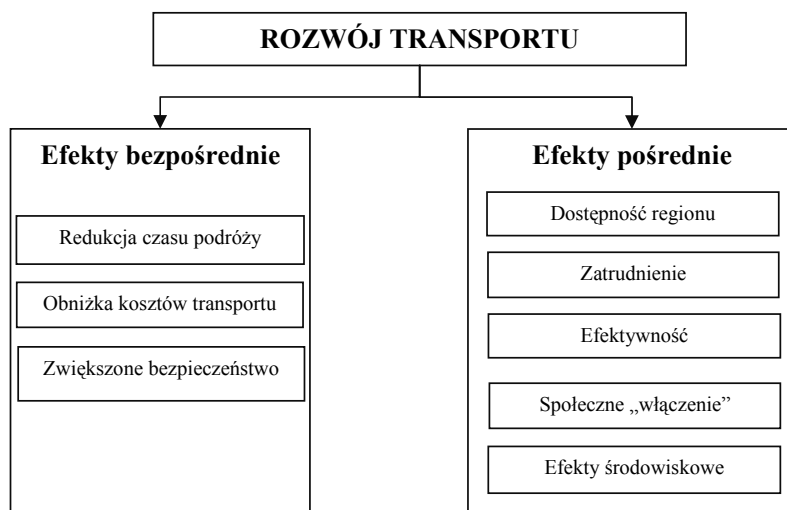 ROZWÓJ TRANSPORTU
Efekty bezpośrednie
Redukcja czasu podróży
Obniżka kosztów transportu
Zwiększone bezpieczeństwo
Efekty pośrednie
Dostępność regionu
Zatrudnienie
Efektywność
Społeczne „włączenie”
Efekty środowiskowe